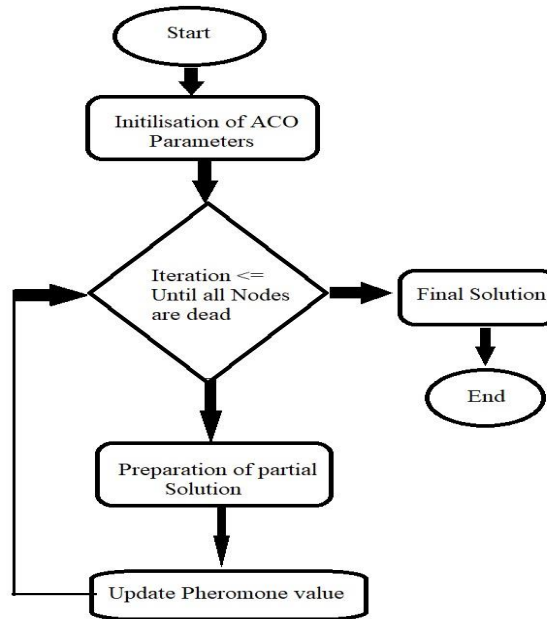 Start
Initilisation of ACO
Parameters
Iteration <=
Until all Nodes
are dead
Final Solution
End
Preparation of partial
Solution
Update Pheromone value